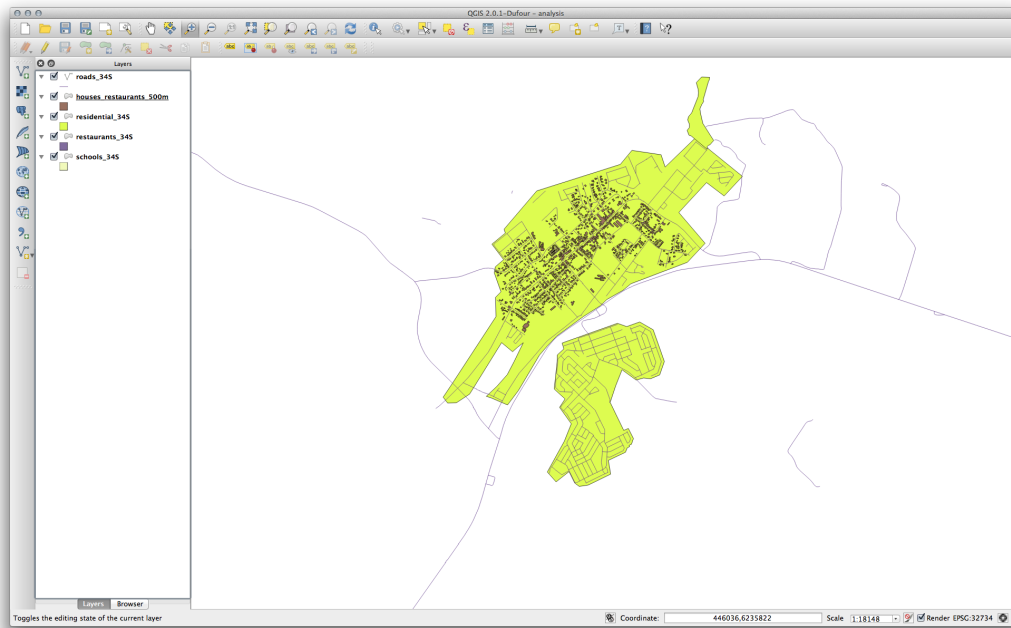 QGIS 2.0.1-Dufour - analysis
Layers
roads_34S
houses_restaurants_500m
residential_34S
restaurants_34S
schools_34S
Layers Browser
Toggles the editing state of the current layer Coordinate: 446036,6235822 Scale 1:18148 Render EPSG:32734